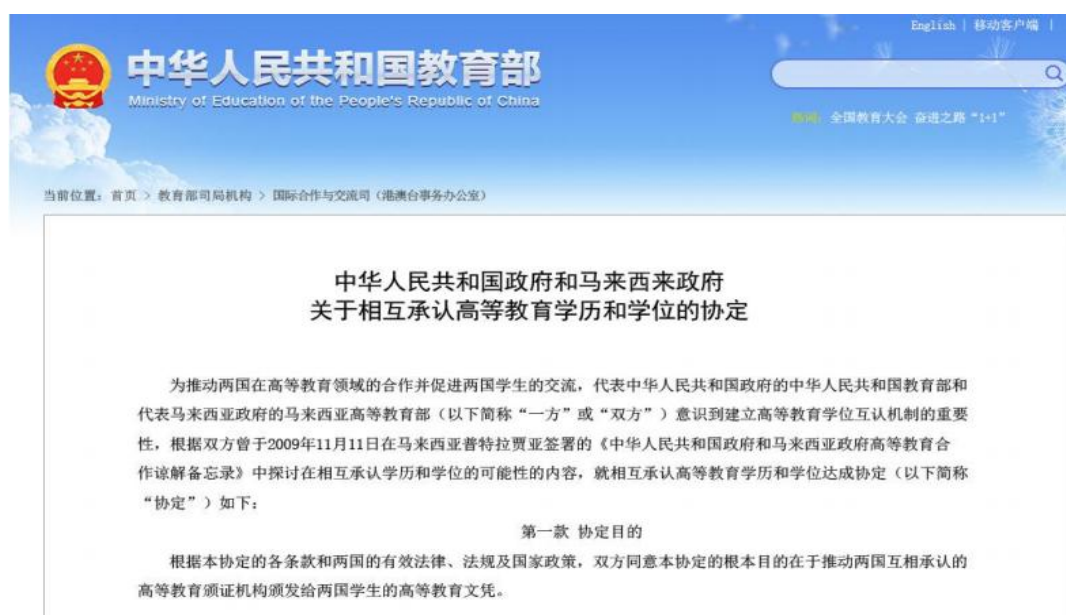 English | 移动客户端 |
中华人民共和国教育部
Ministry of Education of the People's Republic of China
热词: 全国教育大会 奋进之路 “1+1”
当前位置: 首页 > 教育部司局机构 > 国际合作与交流司（港澳台事务办公室）
中华人民共和国政府和马来西来政府
关于相互承认高等教育学历和学位的协定
为推动两国在高等教育领域的合作并促进两国学生的交流，代表中华人民共和国政府的中华人民共和国教育部和
代表马来西亚政府的马来西亚高等教育部（以下简称“一方”或“双方”）意识到建立高等教育学位互认机制的重要
性，根据双方曾于2009年11月11日在马来西亚普特拉贾亚签署的《中华人民共和国政府和马来西亚政府高等教育合
作谅解备忘录》中探讨在相互承认学历和学位的可能性的内容，就相互承认高等教育学历和学位达成协定（以下简称
“协定”）如下：
第一款 协定目的
根据本协定的各条款和两国的有效法律、法规及国家政策，双方同意本协定的根本目的在于推动两国互相承认的
高等教育颁证机构颁发给两国学生的高等教育文凭。